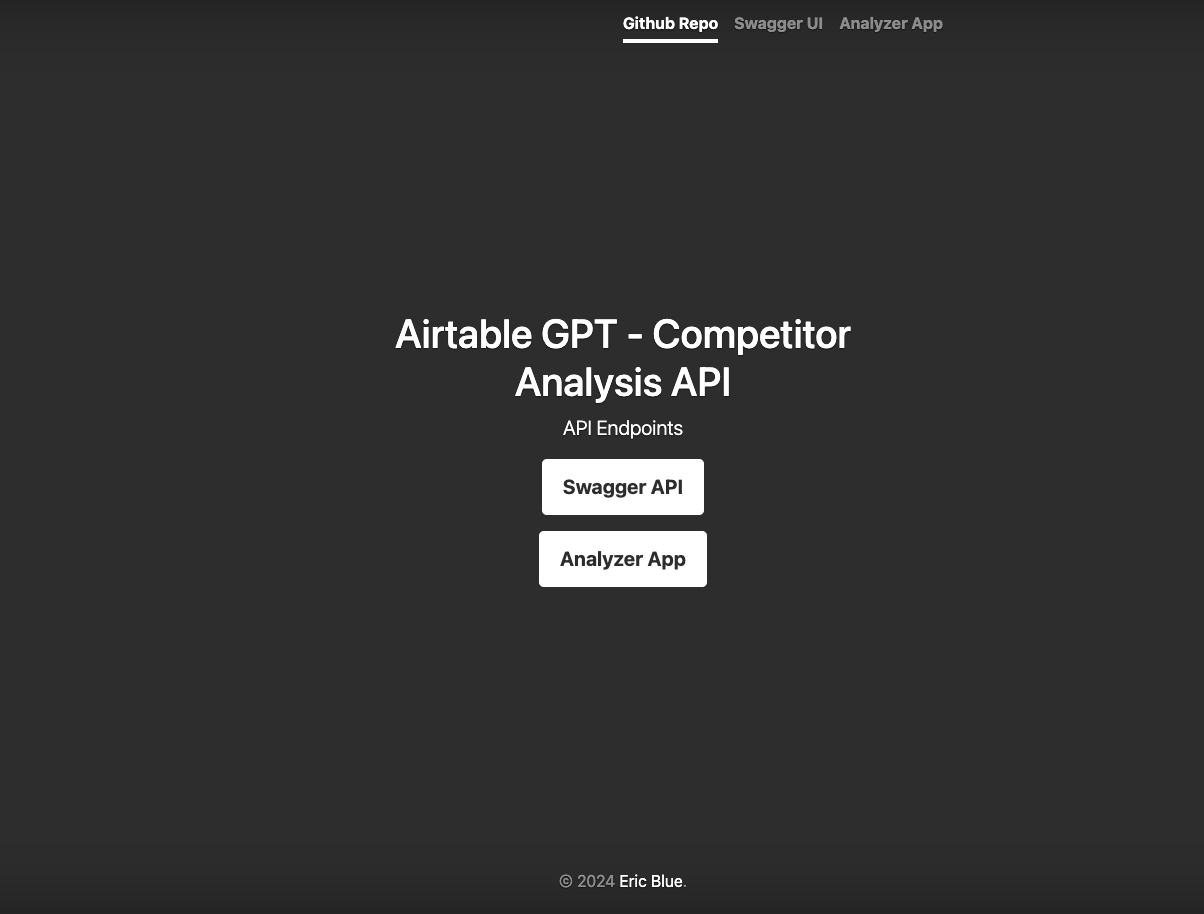 Github Repo Swagger UI Analyzer App
Airtable GPT - Competitor
Analysis API
API Endpoints
Swagger API
Analyzer App
© 2024 Eric Blue.